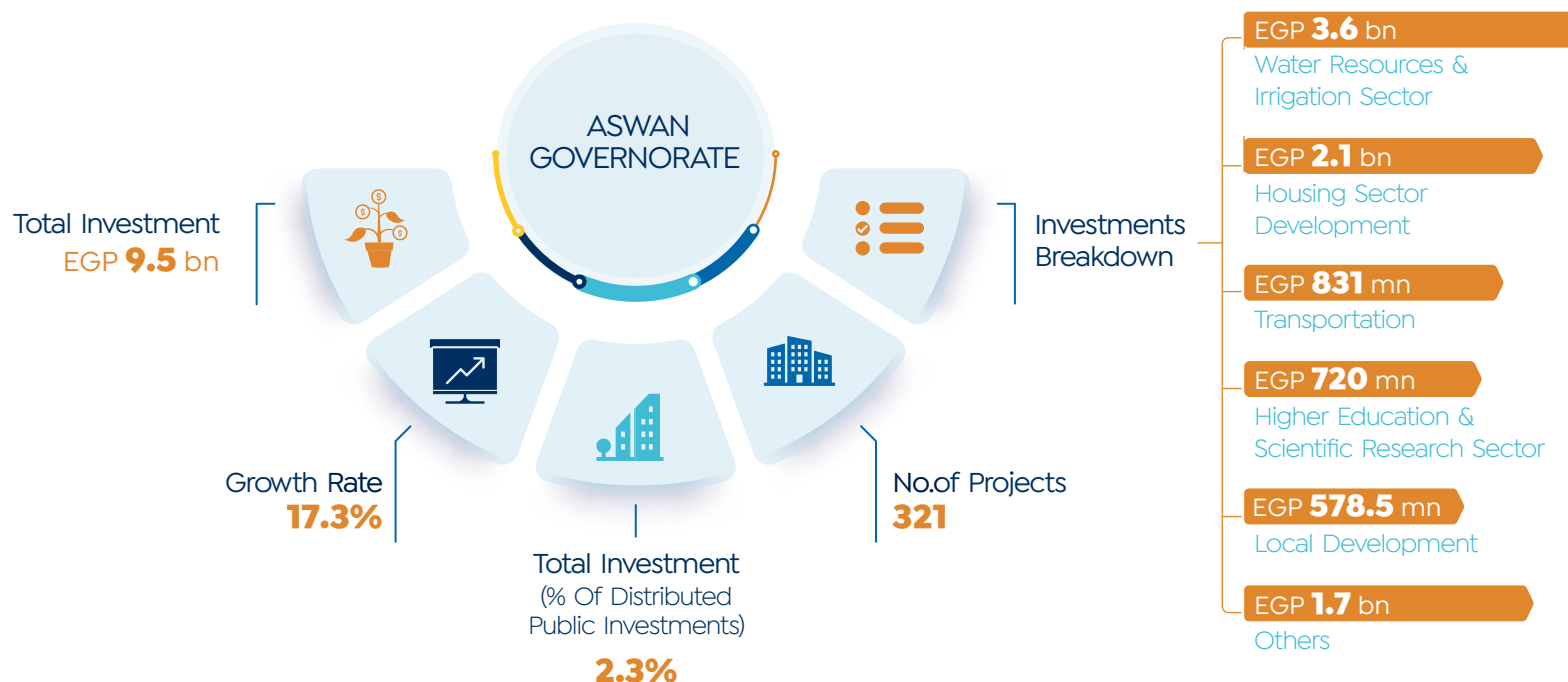 ASWAN
GOVERNORATE
Total Investment
EGP 9.5 bn
Growth Rate
17.3%
Total Investment
(% Of Distributed
Public Investments)
2.3%
No.of Projects
321
Investments
Breakdown
EGP 3.6 bn
Water Resources &
Irrigation Sector
EGP 2.1 bn
Housing Sector
Development
EGP 831 mn
Transportation
EGP 720 mn
Higher Education &
Scientific Research Sector
EGP 578.5 mn
Local Development
EGP 1.7 bn
Others